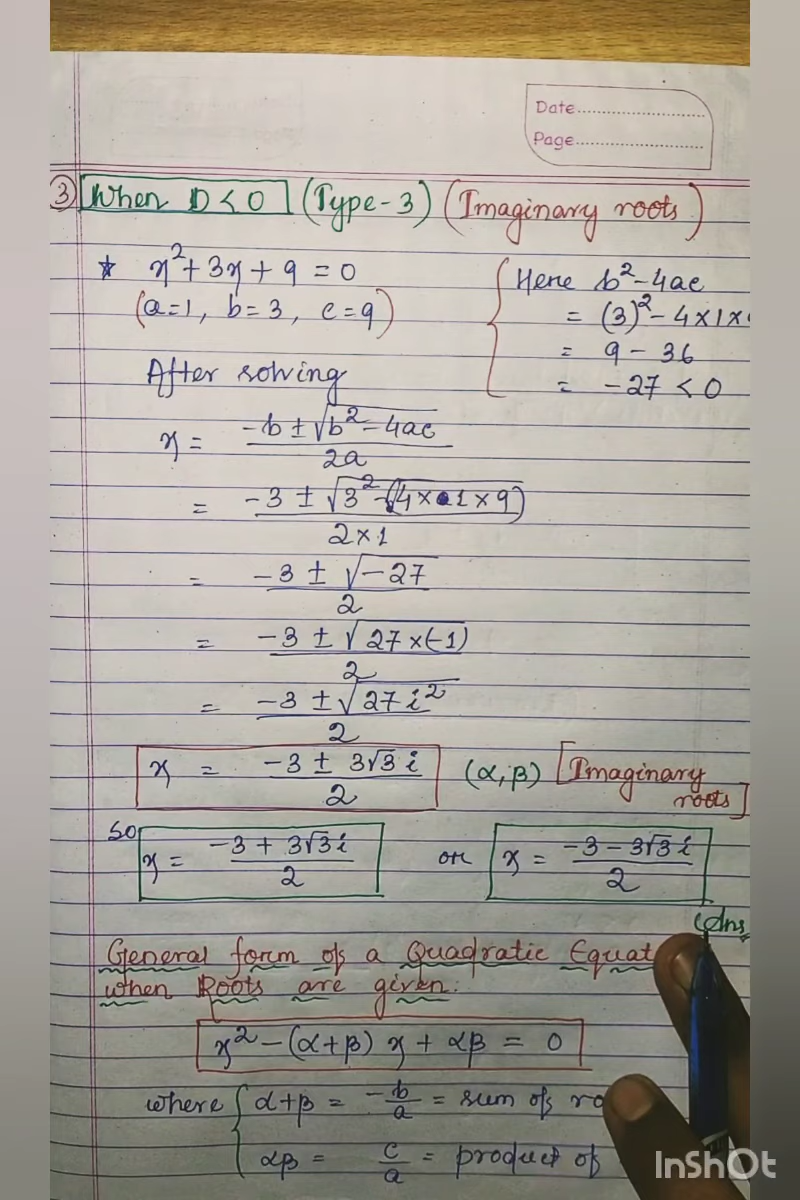 Date..............................
Page..............................
③ When D < 0 (Type-3) (Imaginary roots)
* x² + 3x + 9 = 0
(a=1, b=3, c=9)
{ Here b² - 4ac
= (3)² - 4×1×
= 9 - 36
= -27 < 0
After solving
x = (-b ± √(b² - 4ac)) / 2a
= (-3 ± √(3² - (4×1×9))) / 2×1
= (-3 ± √-27) / 2
= (-3 ± √(27×(-1))) / 2
= (-3 ± √(27i²)) / 2
x = (-3 ± 3√3 i) / 2 (α, β) [Imaginary roots]
So x = (-3 + 3√3 i) / 2 or x = (-3 - 3√3 i) / 2
(Ans
General form of a Quadratic Equat
when Roots are given.
x² - (α+β) x + αβ = 0
where { α+β = -b/a = sum of ro
αβ = c/a = product of
InShOt